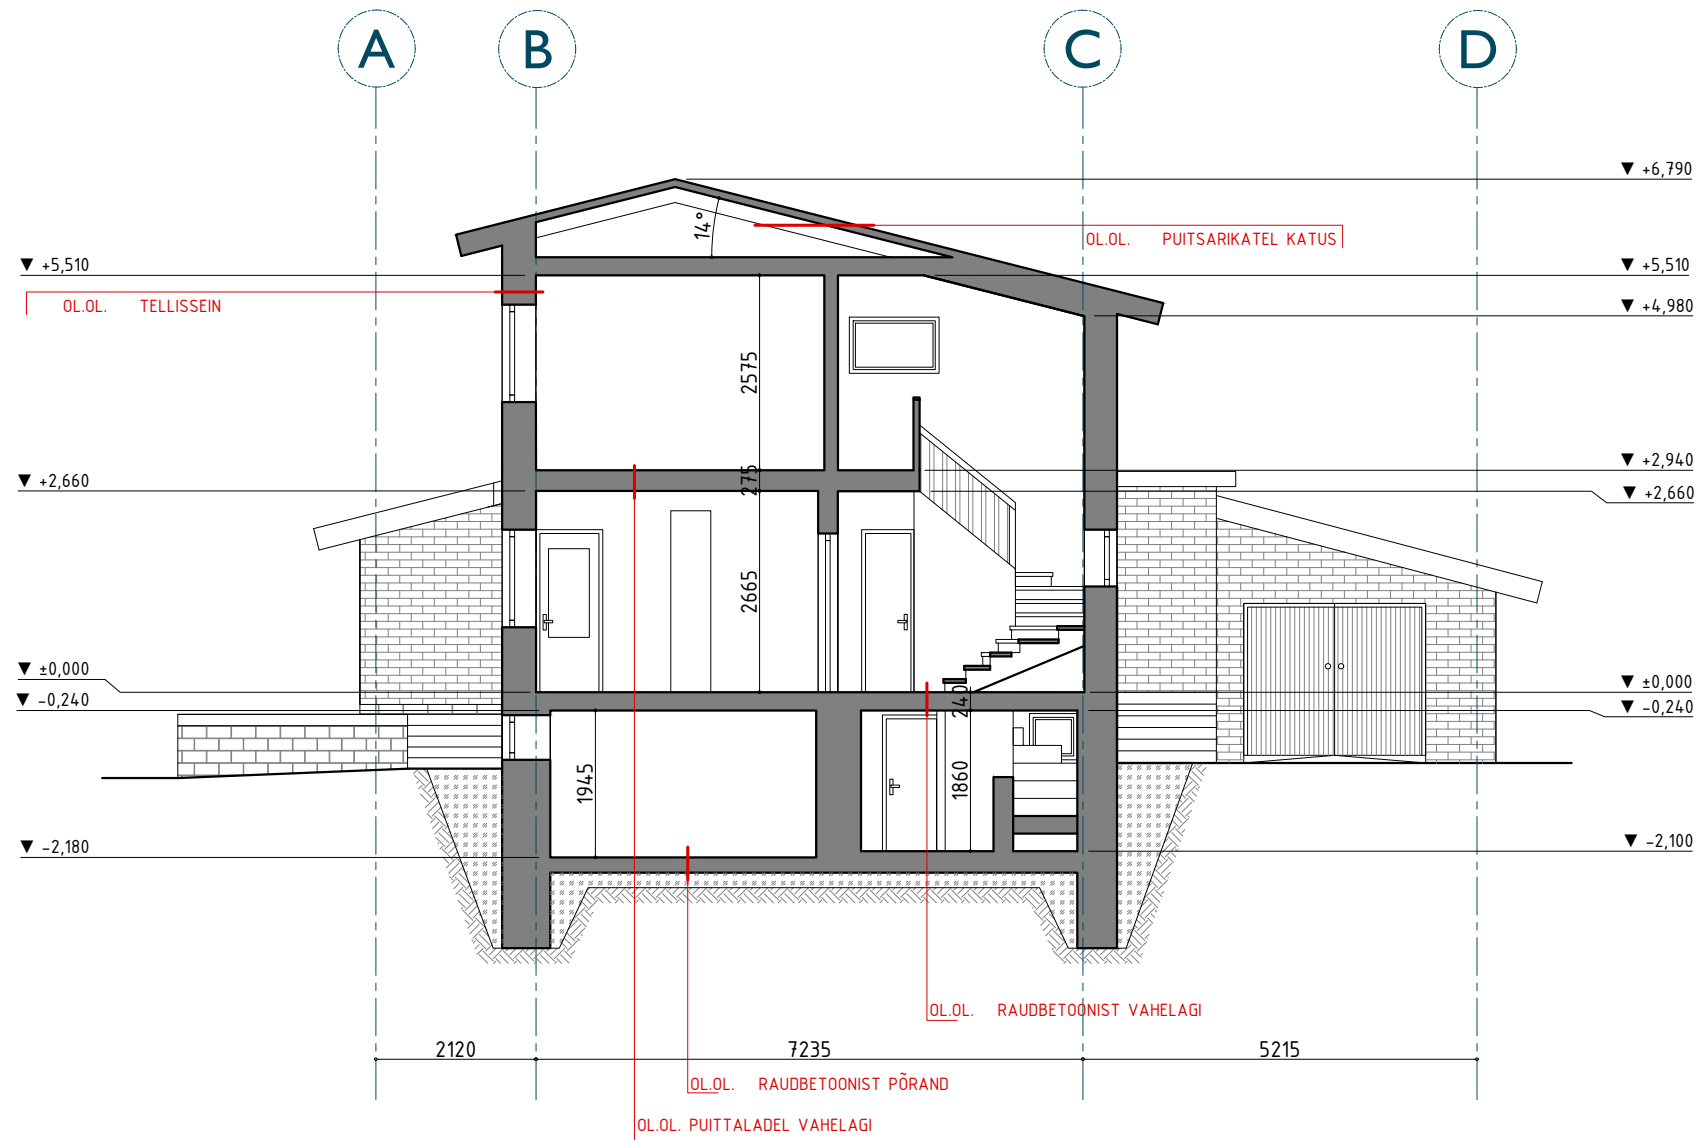 A B C D
+6,790
14°
OL.OL. PUITSARIKATEL KATUS
+5,510 +5,510
OL.OL. TELLISSEIN
+4,980
2575
+2,940
275
+2,660 +2,660
2665
±0,000 ±0,000
-0,240 -0,240
240
1945 1860
-2,180 -2,100
OL.OL. RAUDBETOONIST VAHELAGI
2120 7235 5215
OL.OL. RAUDBETOONIST PÕRAND
OL.OL. PUITTALADEL VAHELAGI